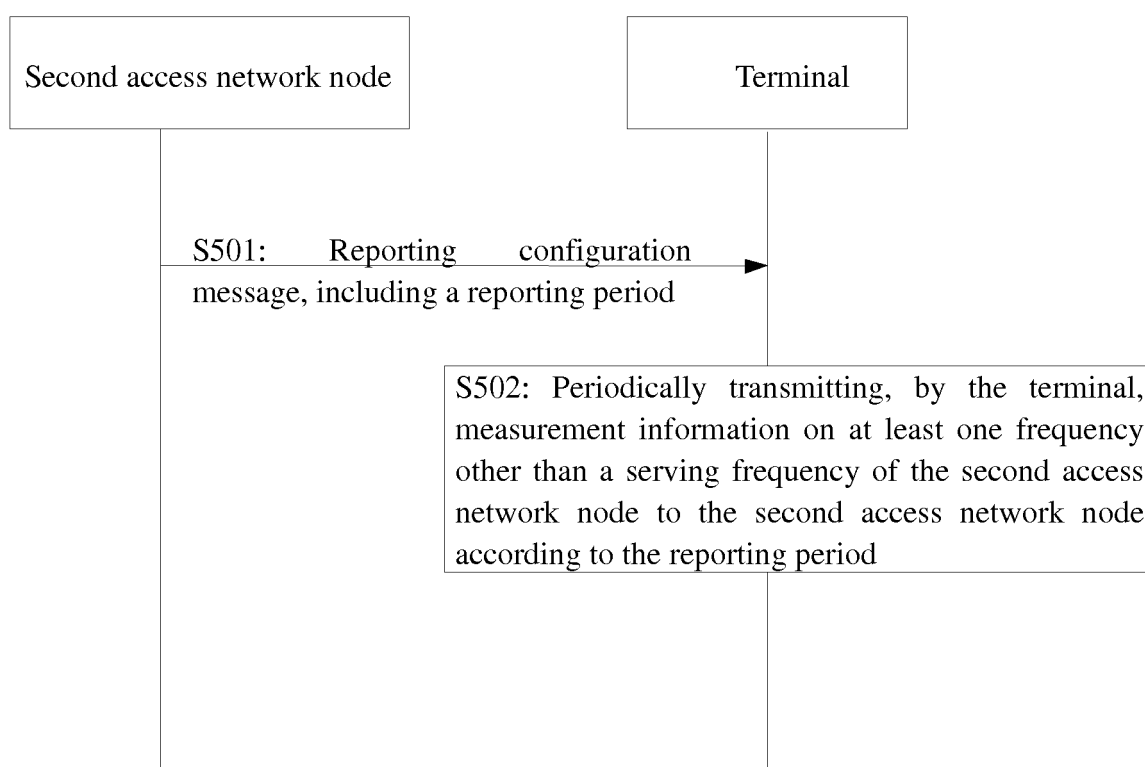 Second access network node
Terminal
S501: Reporting configuration
message, including a reporting period
S502: Periodically transmitting, by the terminal,
measurement information on at least one frequency
other than a serving frequency of the second access
network node to the second access network node
according to the reporting period